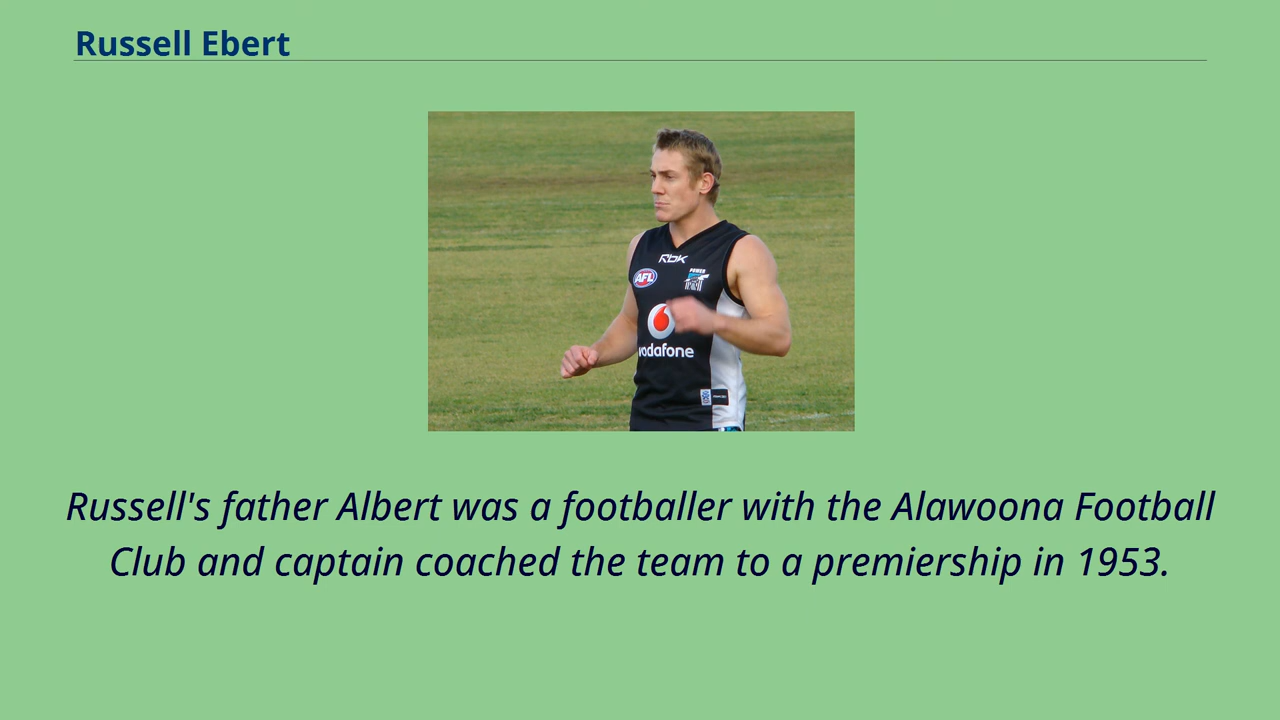 Russell Ebert
Rbk
AFL
POWER
vodafone
Russell's father Albert was a footballer with the Alawoona Football
Club and captain coached the team to a premiership in 1953.